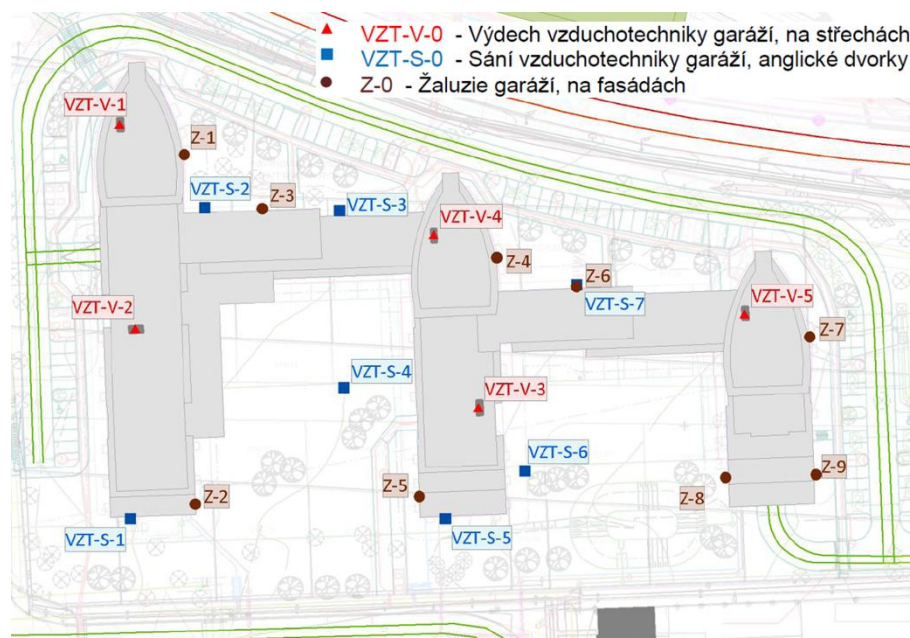 VZT-V-0 - Výdech vzduchotechniky garáží, na střechách
VZT-S-0 - Sání vzduchotechniky garáží, anglické dvorky
Z-0 - Žaluzie garáží, na fasádách
VZT-V-1
Z-1
VZT-S-2
Z-3
VZT-S-3
VZT-V-4
Z-4
Z-6
VZT-S-7
VZT-V-5
VZT-V-2
Z-7
VZT-S-4
VZT-V-3
VZT-S-6
Z-9
Z-2
Z-5
Z-8
VZT-S-1
VZT-S-5